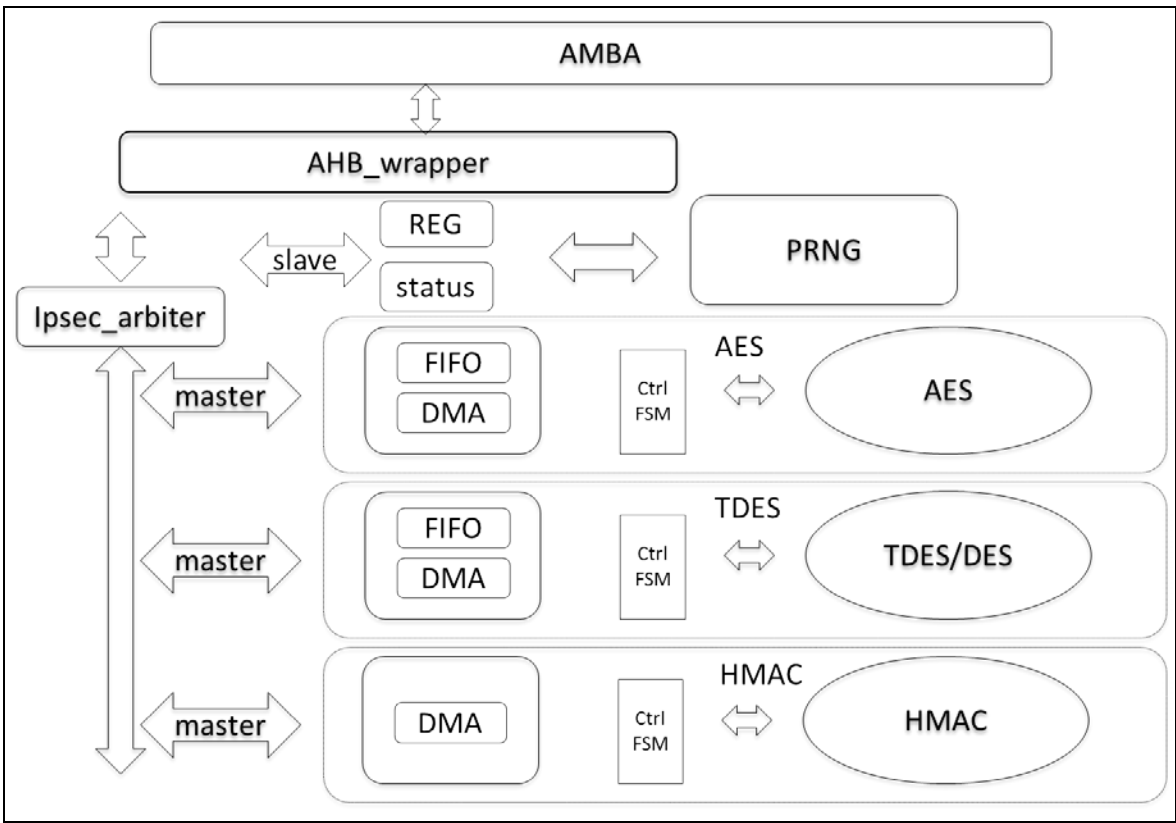 AMBA
AHB_wrapper
REG
slave
status
PRNG
Ipsec_arbiter
master
FIFO
DMA
Ctrl
FSM
AES
AES
master
FIFO
DMA
Ctrl
FSM
TDES
TDES/DES
master
DMA
Ctrl
FSM
HMAC
HMAC